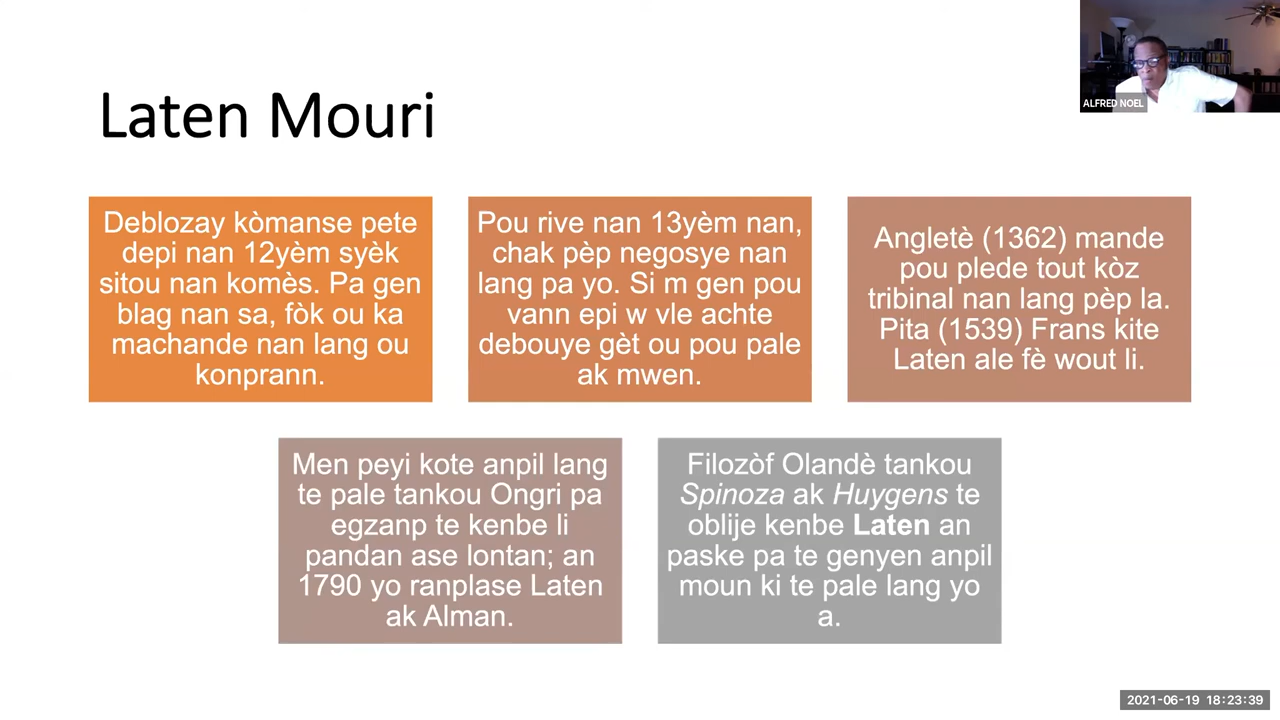 Laten Mouri
ALFRED NOEL
Deblozay kòmanse pete
depi nan 12yèm syèk
sitou nan komès. Pa gen
blag nan sa, fòk ou ka
machande nan lang ou
konprann.
Pou rive nan 13yèm nan,
chak pèp negosye nan
lang pa yo. Si m gen pou
vann epi w vle achte
debouye gèt ou pou pale
ak mwen.
Angletè (1362) mande
pou plede tout kòz
tribinal nan lang pèp la.
Pita (1539) Frans kite
Laten ale fè wout li.
Men peyi kote anpil lang
te pale tankou Ongri pa
egzanp te kenbe li
pandan ase lontan; an
1790 yo ranplase Laten
ak Alman.
Filozòf Olandè tankou
Spinoza ak Huygens te
oblije kenbe Laten an
paske pa te genyen anpil
moun ki te pale lang yo
a.
2021-06-19 18:23:39